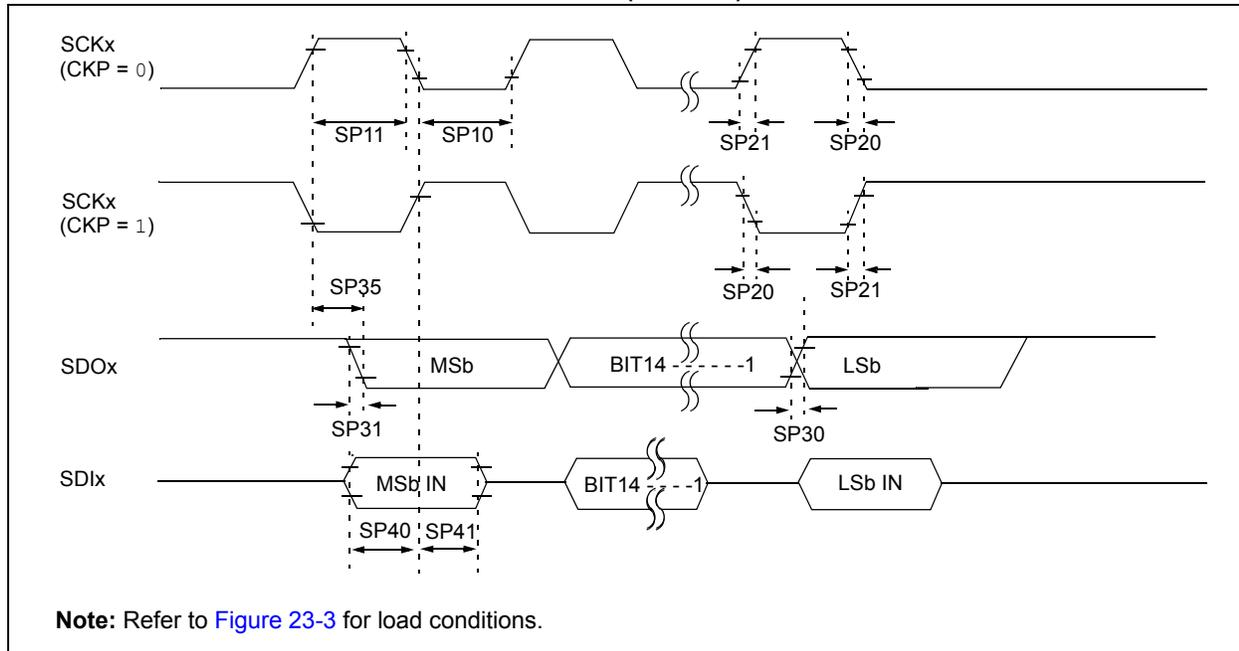 SCKx
(CKP = 0)
SP11
SP10
SP21
SP20
SCKx
(CKP = 1)
SP35
SP20
SP21
SDOx
MSb
BIT14 - - - - - -1
LSb
SP31
SP30
SDIx
MSb IN
BIT14 - - - -1
LSb IN
SP40
SP41
Note: Refer to Figure 23-3 for load conditions.